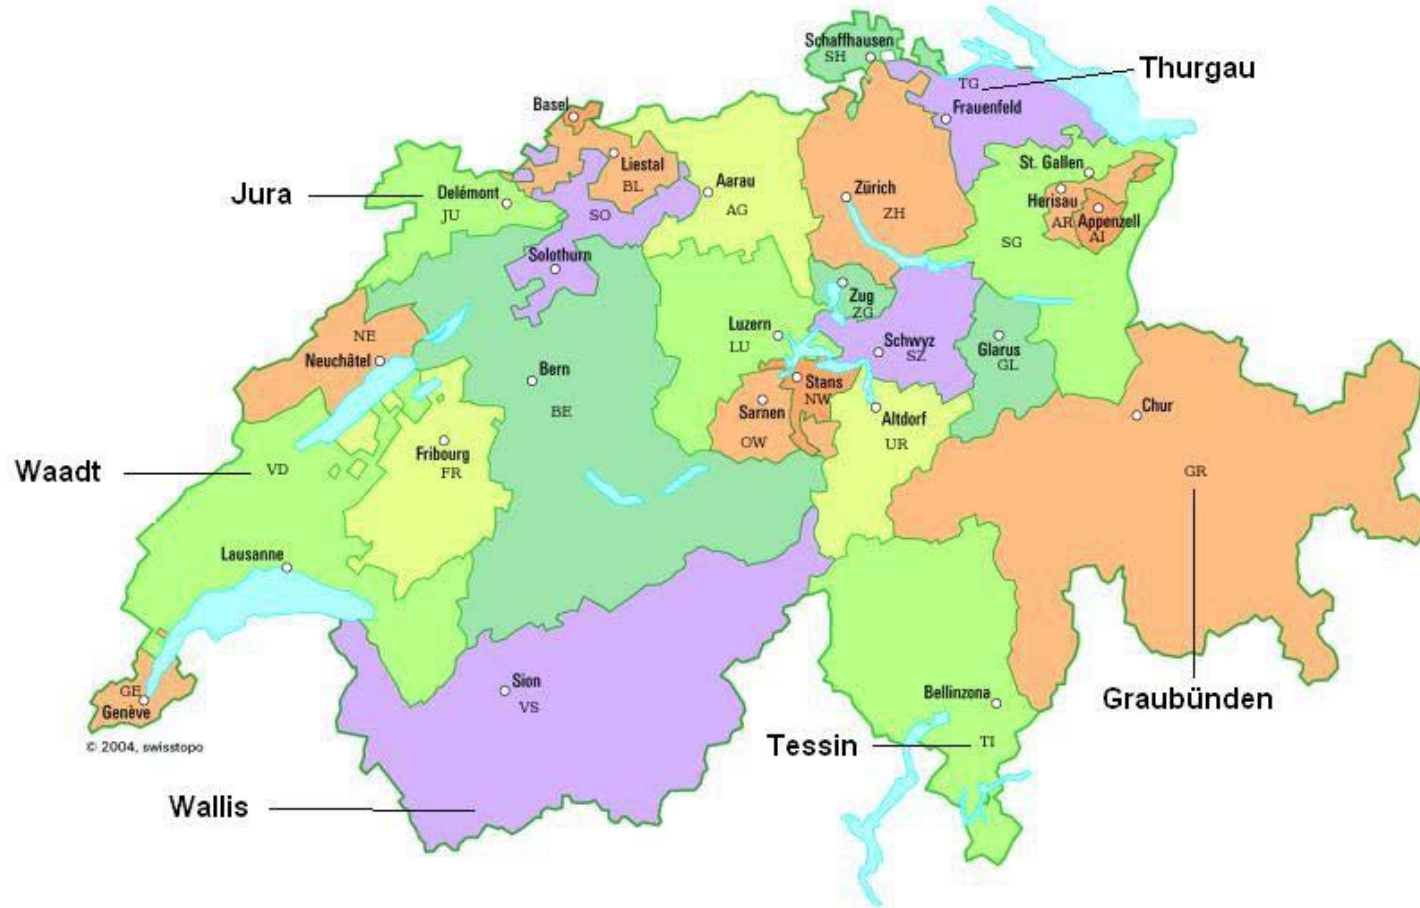 Schaffhausen
SH
Thurgau
TG
Frauenfeld
Basel
Liestal
BL
Aarau
AG
Zürich
ZH
St. Gallen
Herisau
AR
Appenzell
AI
SG
Jura
Delémont
JU
SO
Solothurn
Zug
ZG
NE
Neuchâtel
Luzern
LU
Schwyz
SZ
Glarus
GL
Bern
BE
Stans
NW
Sarnen
OW
Altdorf
UR
Chur
GR
Graubünden
Waadt
VD
Fribourg
FR
Lausanne
GE
Genève
© 2004, swisstopo
Sion
VS
Wallis
Bellinzona
Tessin
TI